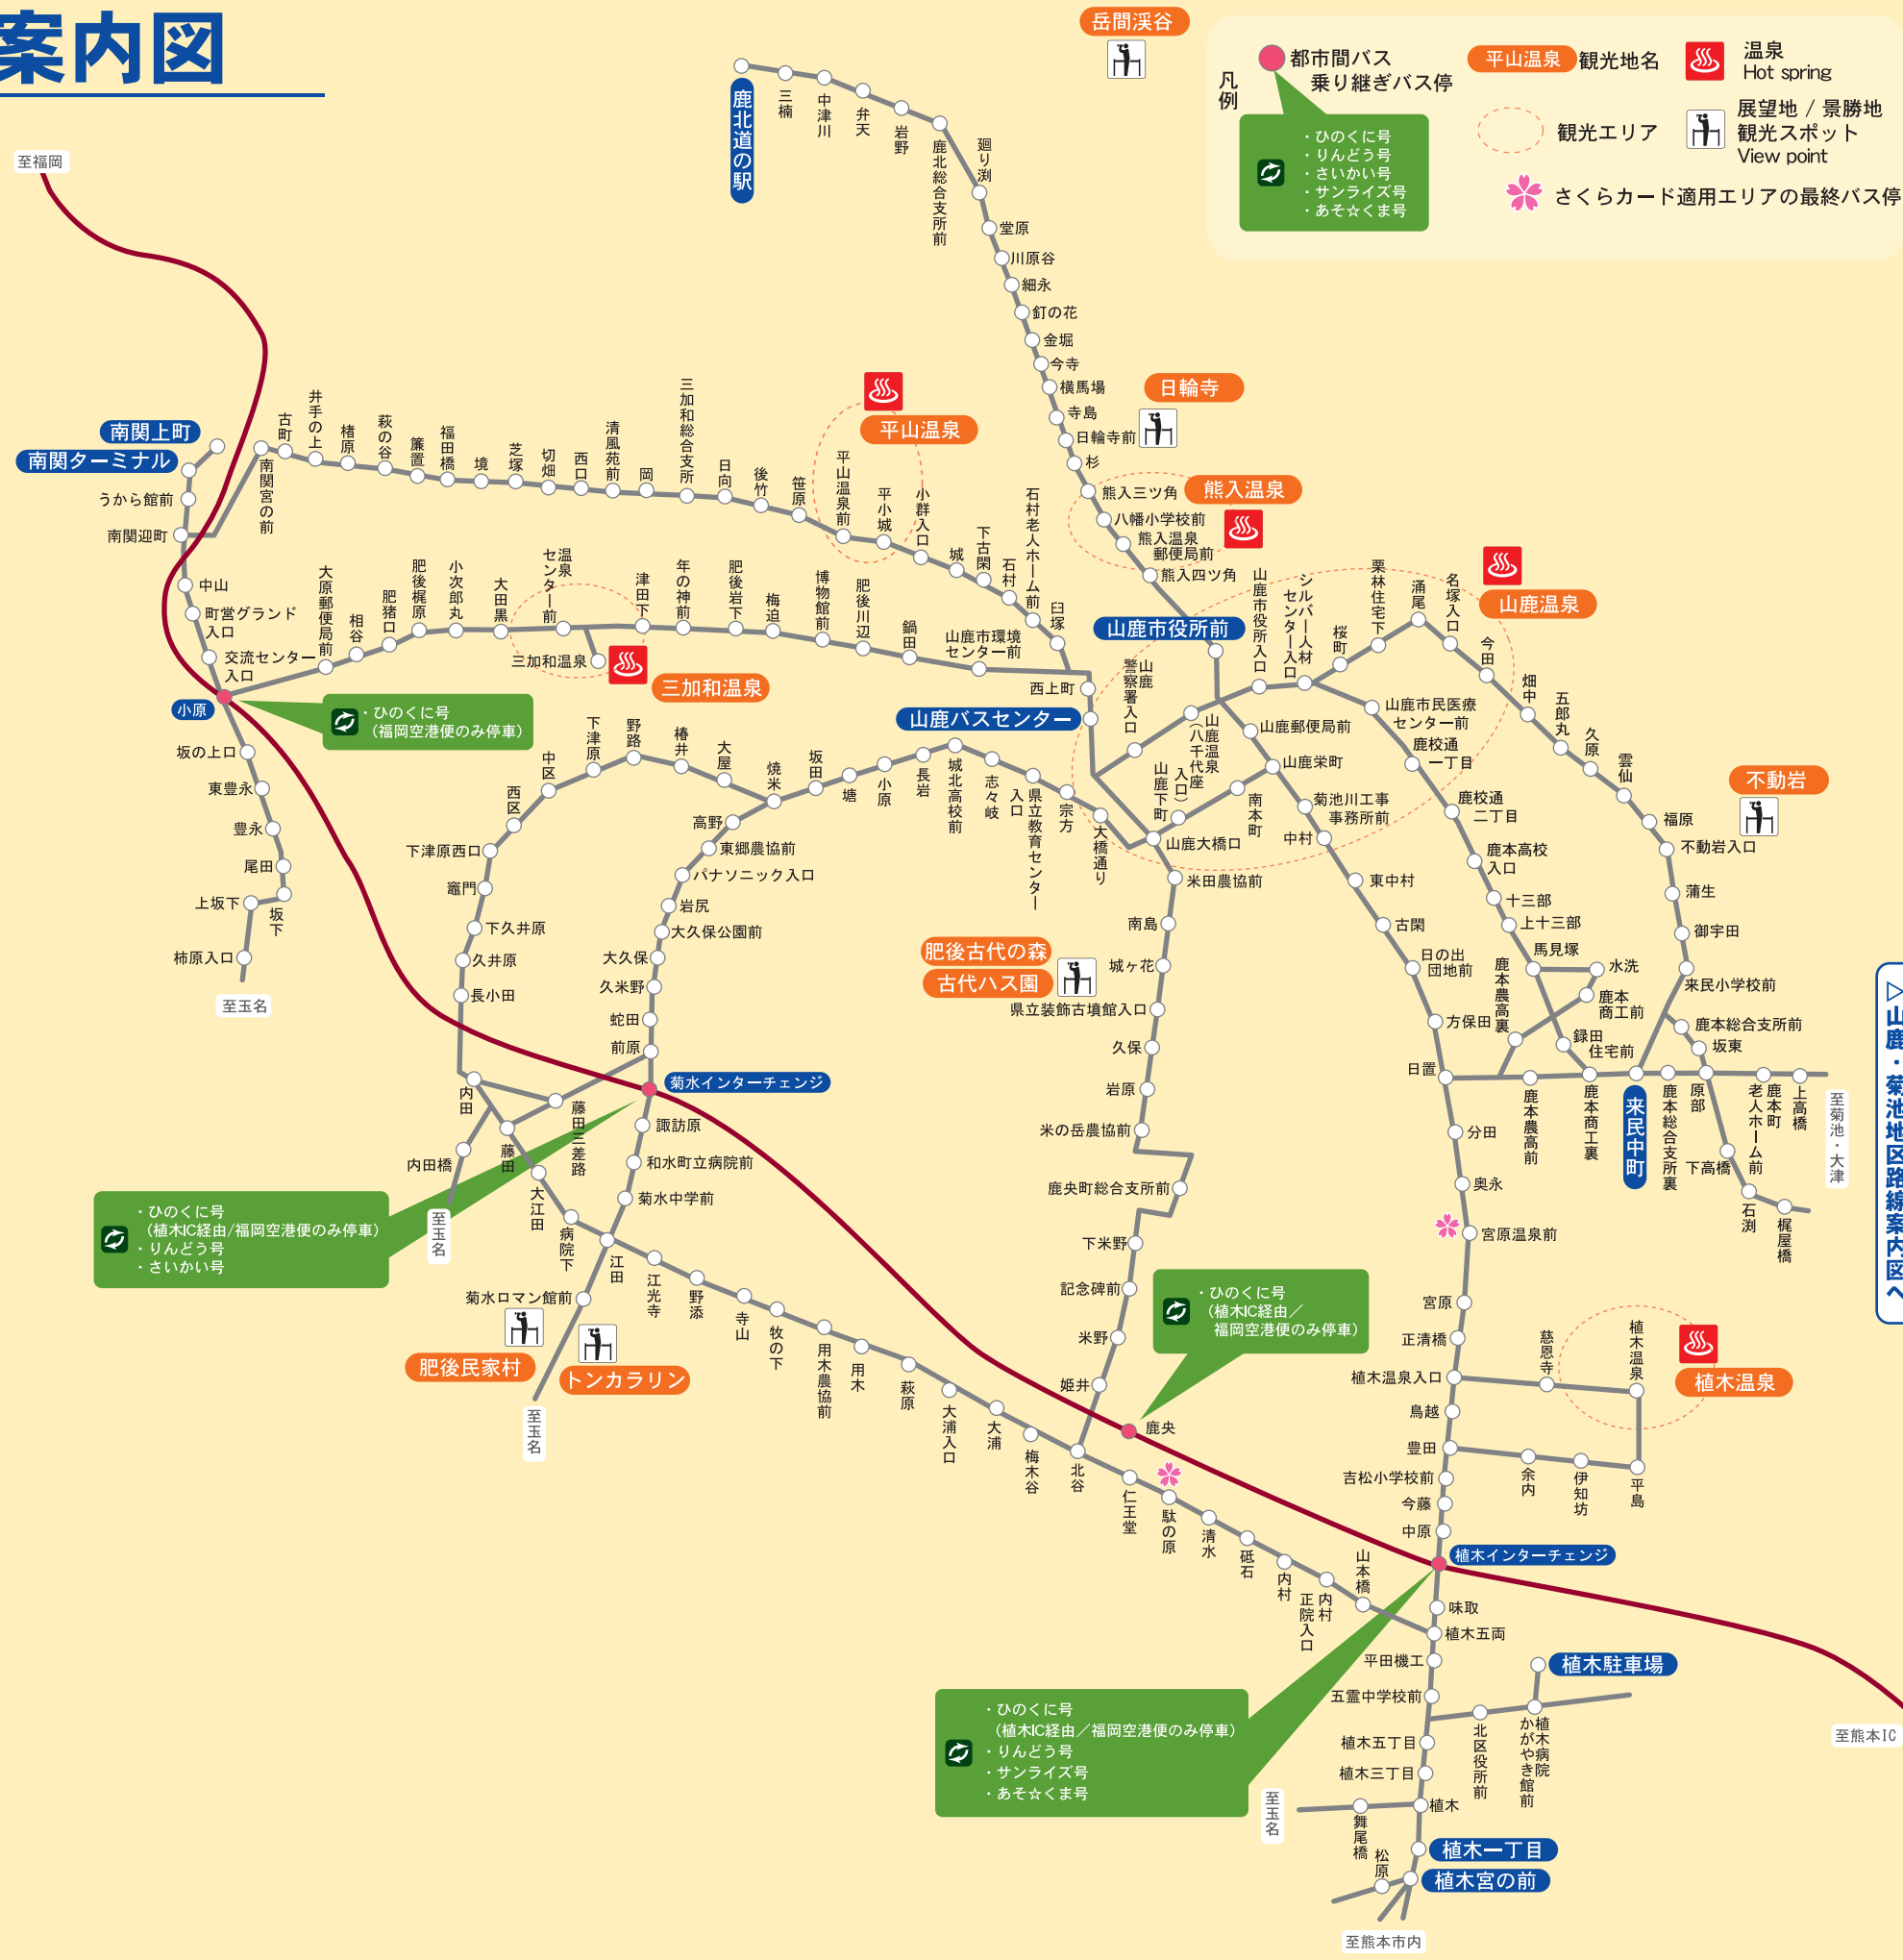 案内図
至福岡
岳間渓谷
凡例
都市間バス
乗り継ぎバス停
・ひのくに号
・りんどう号
・さいかい号
・サンライズ号
・あそ☆くま号
平山温泉
観光地名
観光エリア
温泉
Hot spring
展望地 / 景勝地
観光スポット
View point
さくらカード適用エリアの最終バス停
鹿北道の駅
三楠
中津川
弁天
岩野
鹿北総合支所前
廻り渕
堂原
川原谷
細永
釘の花
金堀
今寺
横馬場
寺島
日輪寺前
杉
熊入三ツ角
八幡小学校前
熊入温泉
郵便局前
熊入四ツ角
日輪寺
熊入温泉
山鹿市役所前
南関上町
南関ターミナル
うから館前
南関迎町
南関宮の前
古町
井手の上
楮原
萩の谷
簾置
福田橋
境
芝塚
切畑
西口
清風苑前
岡
三加和総合支所
日向
後竹
笹原
平山温泉前
平小城
小群入口
城
下古閑
石村
石村老人ホーム前
臼塚
平山温泉
中山
町営グランド
入口
交流センター
入口
小原
大原郵便局前
相谷
肥猪口
肥後梶原
小次郎丸
大田黒
温泉
センター前
津田下
年の神前
肥後岩下
梅迫
博物館前
肥後川辺
鍋田
山鹿市環境
センター前
三加和温泉
三加和温泉
西上町
山鹿バスセンター
・ひのくに号
（福岡空港便のみ停車）
坂の上口
東豊永
豊永
尾田
坂下
上坂下
柿原入口
至玉名
山鹿
警察署入口
山鹿温泉
（八千代座
入口）
山鹿市役所入口
シルバー人材
センター入口
桜町
栗林住宅下
涌尾
名塚入口
今田
畑中
五郎丸
久原
雲仙
福原
不動岩入口
蒲生
御宇田
来民小学校前
山鹿温泉
不動岩
山鹿市民医療
センター前
鹿校通
一丁目
鹿校通
二丁目
鹿本高校
入口
十三部
上十三部
馬見塚
水洗
鹿本
商工前
鹿本農高裏
録田
住宅前
山鹿郵便局前
山鹿栄町
菊池川工事
事務所前
中村
東中村
古閑
日の出
団地前
方保田
日置
南本町
山鹿下町
山鹿大橋口
大橋通り
宗方
県立教育センター
入口
志々岐
城北高校前
長岩
小原
塘
坂田
焼米
大屋
椿井
野路
下津原
中区
西区
下津原西口
竈門
下久井原
久井原
長小田
内田
内田橋
至玉名
高野
東郷農協前
パナソニック入口
岩尻
大久保公園前
大久保
久米野
蛇田
前原
菊水インターチェンジ
諏訪原
和水町立病院前
菊水中学前
藤田三差路
藤田
大江田
病院下
江田
江光寺
野添
寺山
牧の下
用木農協前
用木
萩原
大浦入口
大浦
梅木谷
北谷
仁王堂
駄の原
清水
砥石
内村
内村
正院入口
山本橋
菊水ロマン館前
肥後民家村
トンカラリン
至玉名
・ひのくに号
（植木IC経由/福岡空港便のみ停車）
・りんどう号
・さいかい号
米田農協前
南島
城ヶ花
県立装飾古墳館入口
久保
岩原
米の岳農協前
鹿央町総合支所前
下米野
記念碑前
米野
姫井
鹿央
肥後古代の森
古代ハス園
・ひのくに号
（植木IC経由／
福岡空港便のみ停車）
鹿本農高前
鹿本商工裏
来民中町
鹿本総合支所裏
鹿本総合支所前
坂東
原部
鹿本町
老人ホーム前
上高橋
至菊池・大津
下高橋
石渕
梶屋橋
▷山鹿・菊池地区路線案内図へ
分田
奥永
宮原温泉前
宮原
正清橋
植木温泉入口
慈恩寺
植木温泉
植木温泉
鳥越
豊田
余内
伊知坊
平島
吉松小学校前
今藤
中原
植木インターチェンジ
味取
植木五両
平田機工
五霊中学校前
植木駐車場
北区役所前
植木病院
かがやき館前
植木五丁目
植木三丁目
植木
至玉名
舞尾橋
植木一丁目
松原
植木宮の前
至熊本市内
至熊本IC
・ひのくに号
（植木IC経由／福岡空港便のみ停車）
・りんどう号
・サンライズ号
・あそ☆くま号